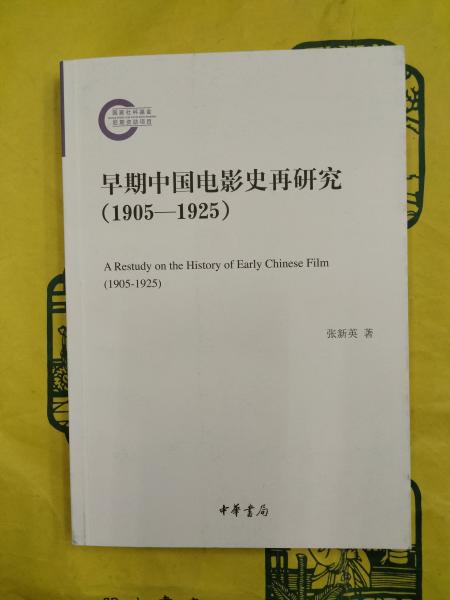 国家社科基金
后期资助项目
早期中国电影史再研究
(1905—1925)
A Restudy on the History of Early Chinese Film
(1905-1925)
张新英 著
中華書局